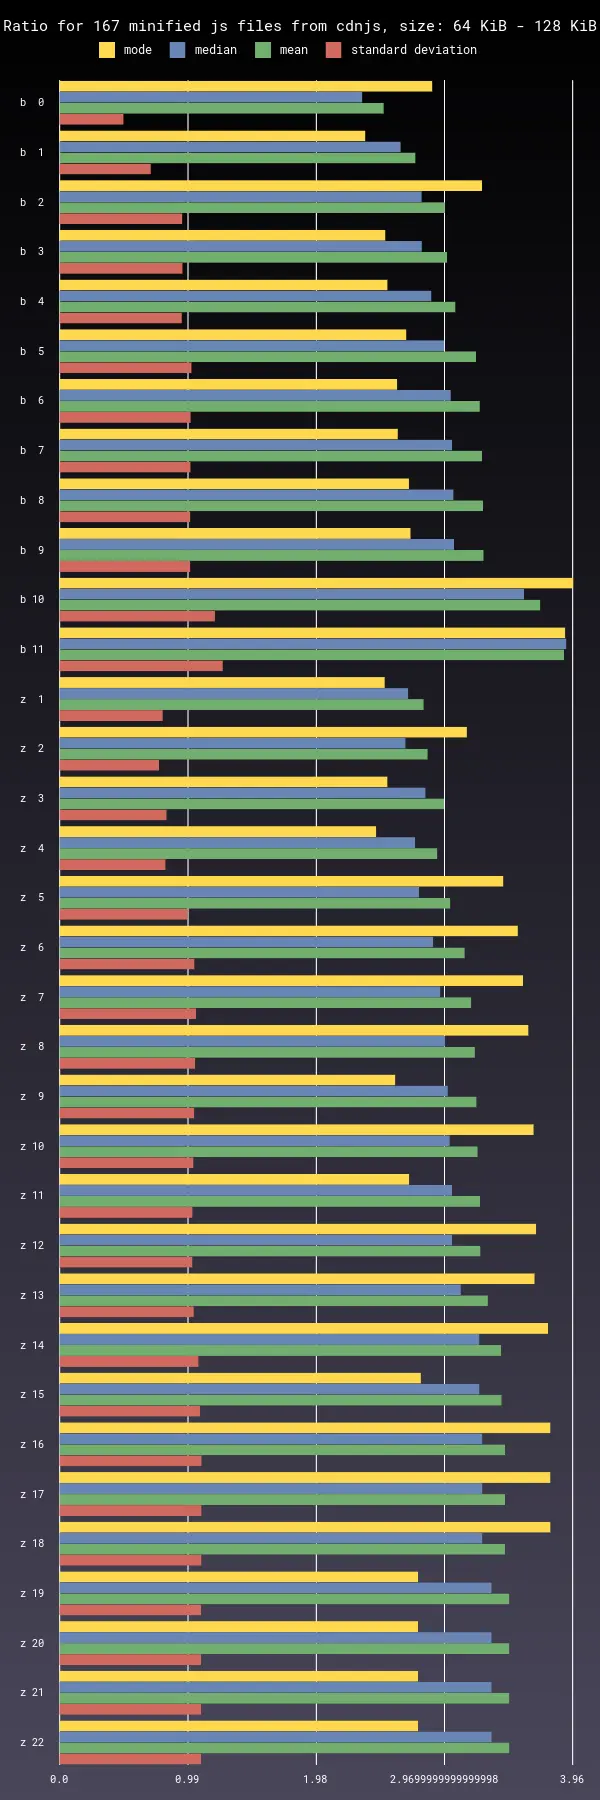 Ratio for 167 minified js files from cdnjs, size: 64 KiB - 128 KiB
mode median mean standard deviation
b 0
b 1
b 2
b 3
b 4
b 5
b 6
b 7
b 8
b 9
b 10
b 11
z 1
z 2
z 3
z 4
z 5
z 6
z 7
z 8
z 9
z 10
z 11
z 12
z 13
z 14
z 15
z 16
z 17
z 18
z 19
z 20
z 21
z 22
0.0 0.99 1.98 2.9699999999999998 3.96